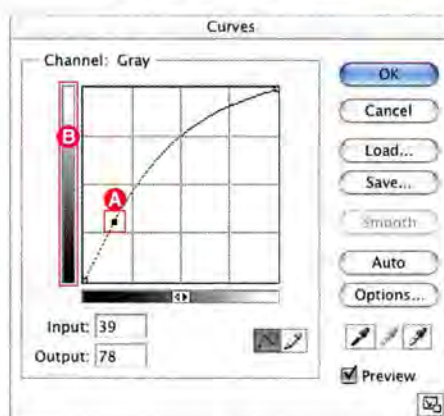 Curves
Channel: Gray
B
A
Input: 39
Output: 78
OK
Cancel
Load...
Save...
Smooth
Auto
Options...
Preview